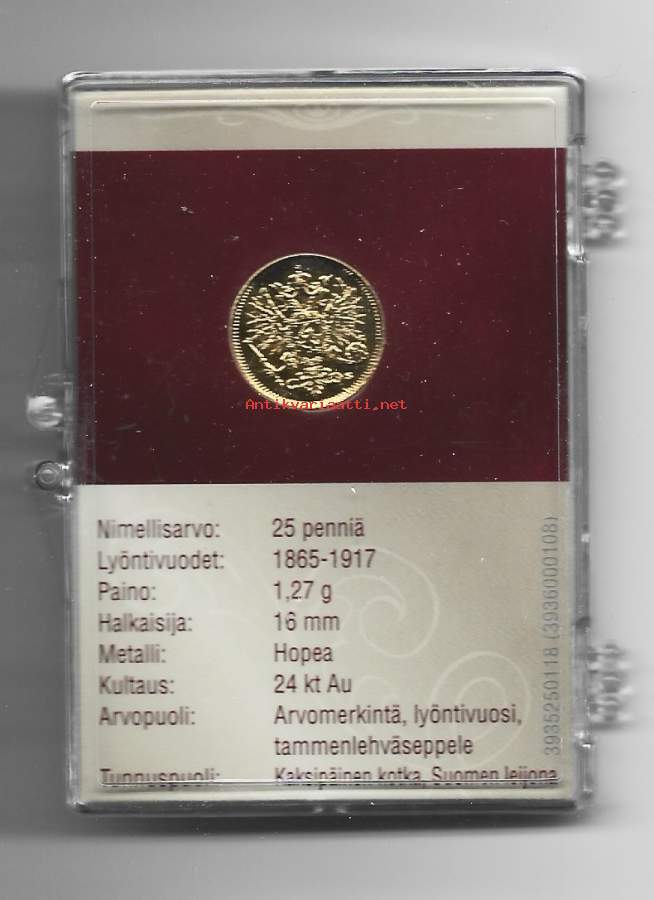 Antikvariaatti.net
Nimellisarvo: 25 penniä
Lyöntivuodet: 1865-1917
Paino: 1,27 g
Halkaisija: 16 mm
Metalli: Hopea
Kultaus: 24 kt Au
Arvopuoli: Arvomerkintä, lyöntivuosi,
tammenlehväseppele
Tunnuspuoli: Kaksipäinen kotka, Suomen leijona
3935250118 (3936000108)